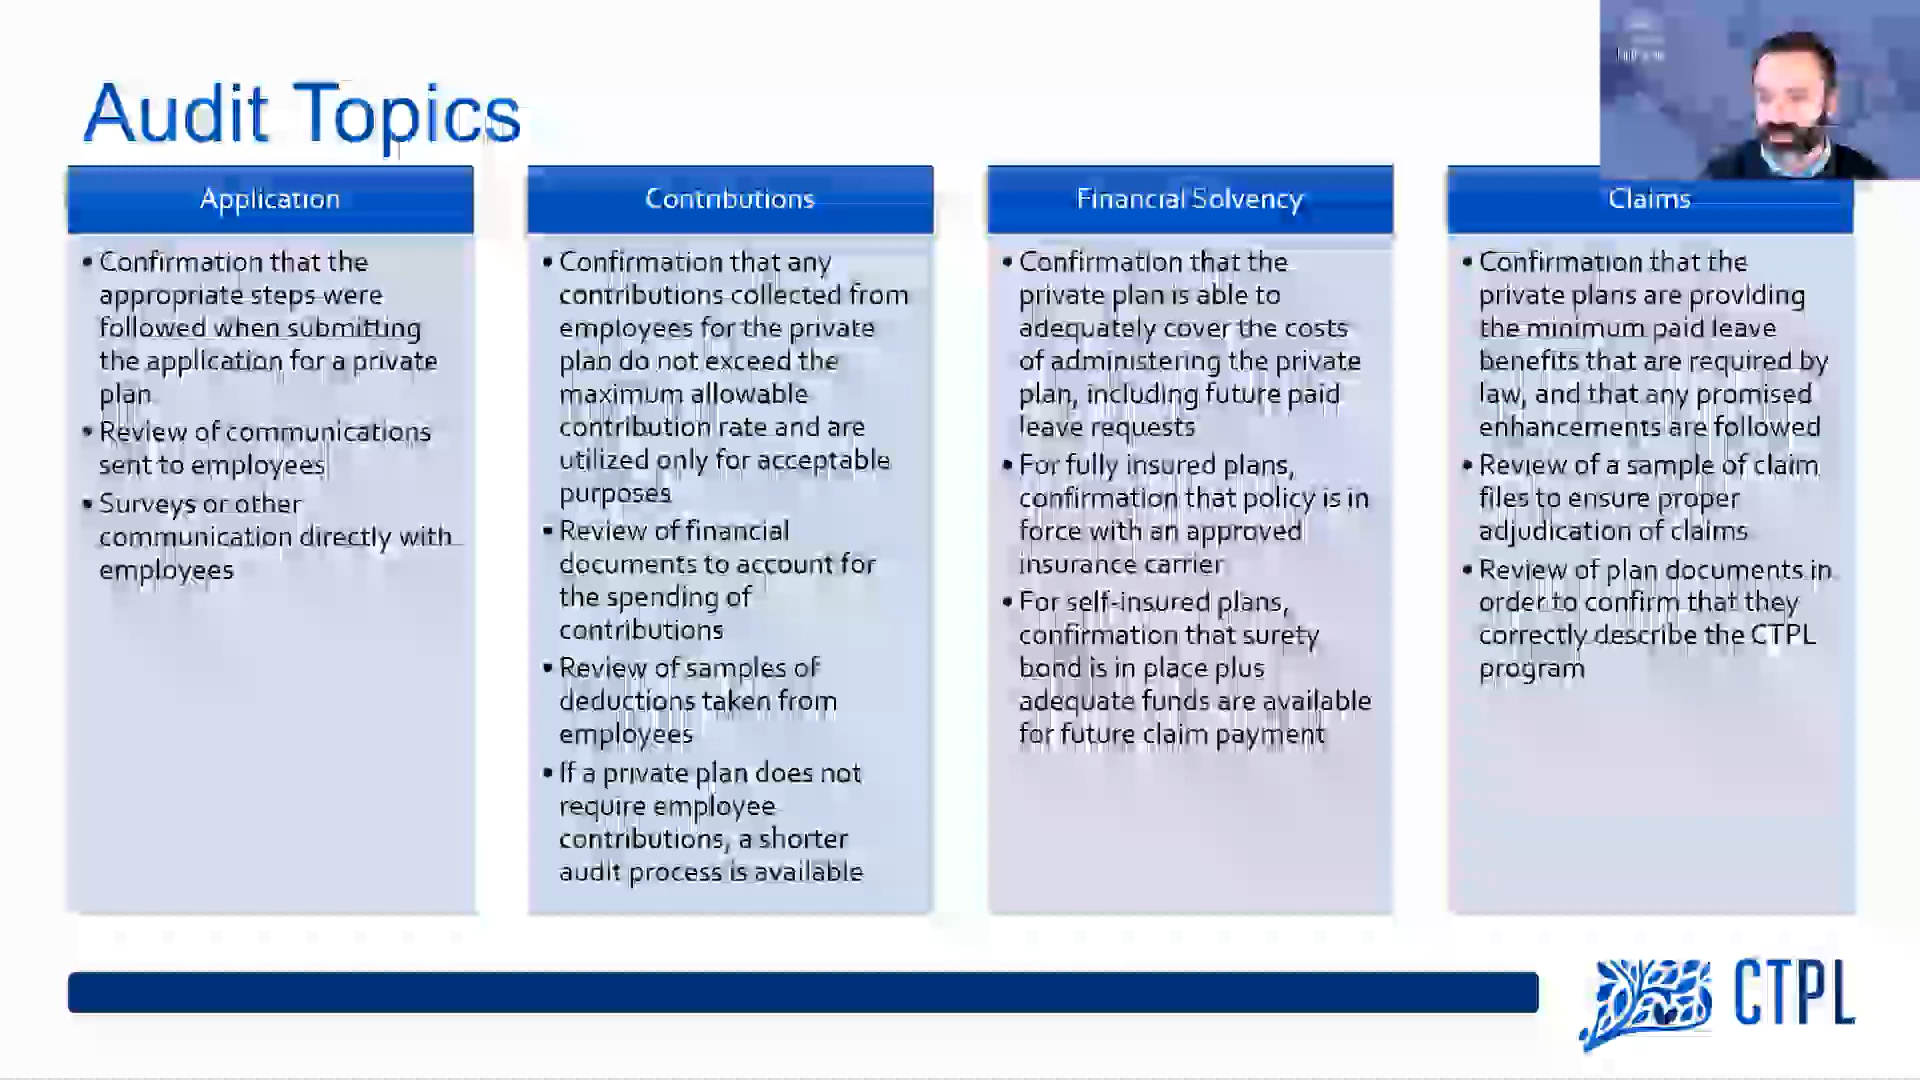 Audit Topics
Application
• Confirmation that the
appropriate steps were
followed when submitting
the application for a private
plan
• Review of communications
sent to employees
• Surveys or other
communication directly with
employees
Contributions
• Confirmation that any
contributions collected from
employees for the private
plan do not exceed the
maximum allowable
contribution rate and are
utilized only for acceptable
purposes
• Review of financial
documents to account for
the spending of
contributions
• Review of samples of
deductions taken from
employees
• If a private plan does not
require employee
contributions, a shorter
audit process is available
Financial Solvency
• Confirmation that the
private plan is able to
adequately cover the costs
of administering the private
plan, including future paid
leave requests
• For fully insured plans,
confirmation that policy is in
force with an approved
insurance carrier
• For self-insured plans,
confirmation that surety
bond is in place plus
adequate funds are available
for future claim payment
Claims
• Confirmation that the
private plans are providing
the minimum paid leave
benefits that are required by
law, and that any promised
enhancements are followed
• Review of a sample of claim
files to ensure proper
adjudication of claims
• Review of plan documents in
order to confirm that they
correctly describe the CTPL
program
CTPL